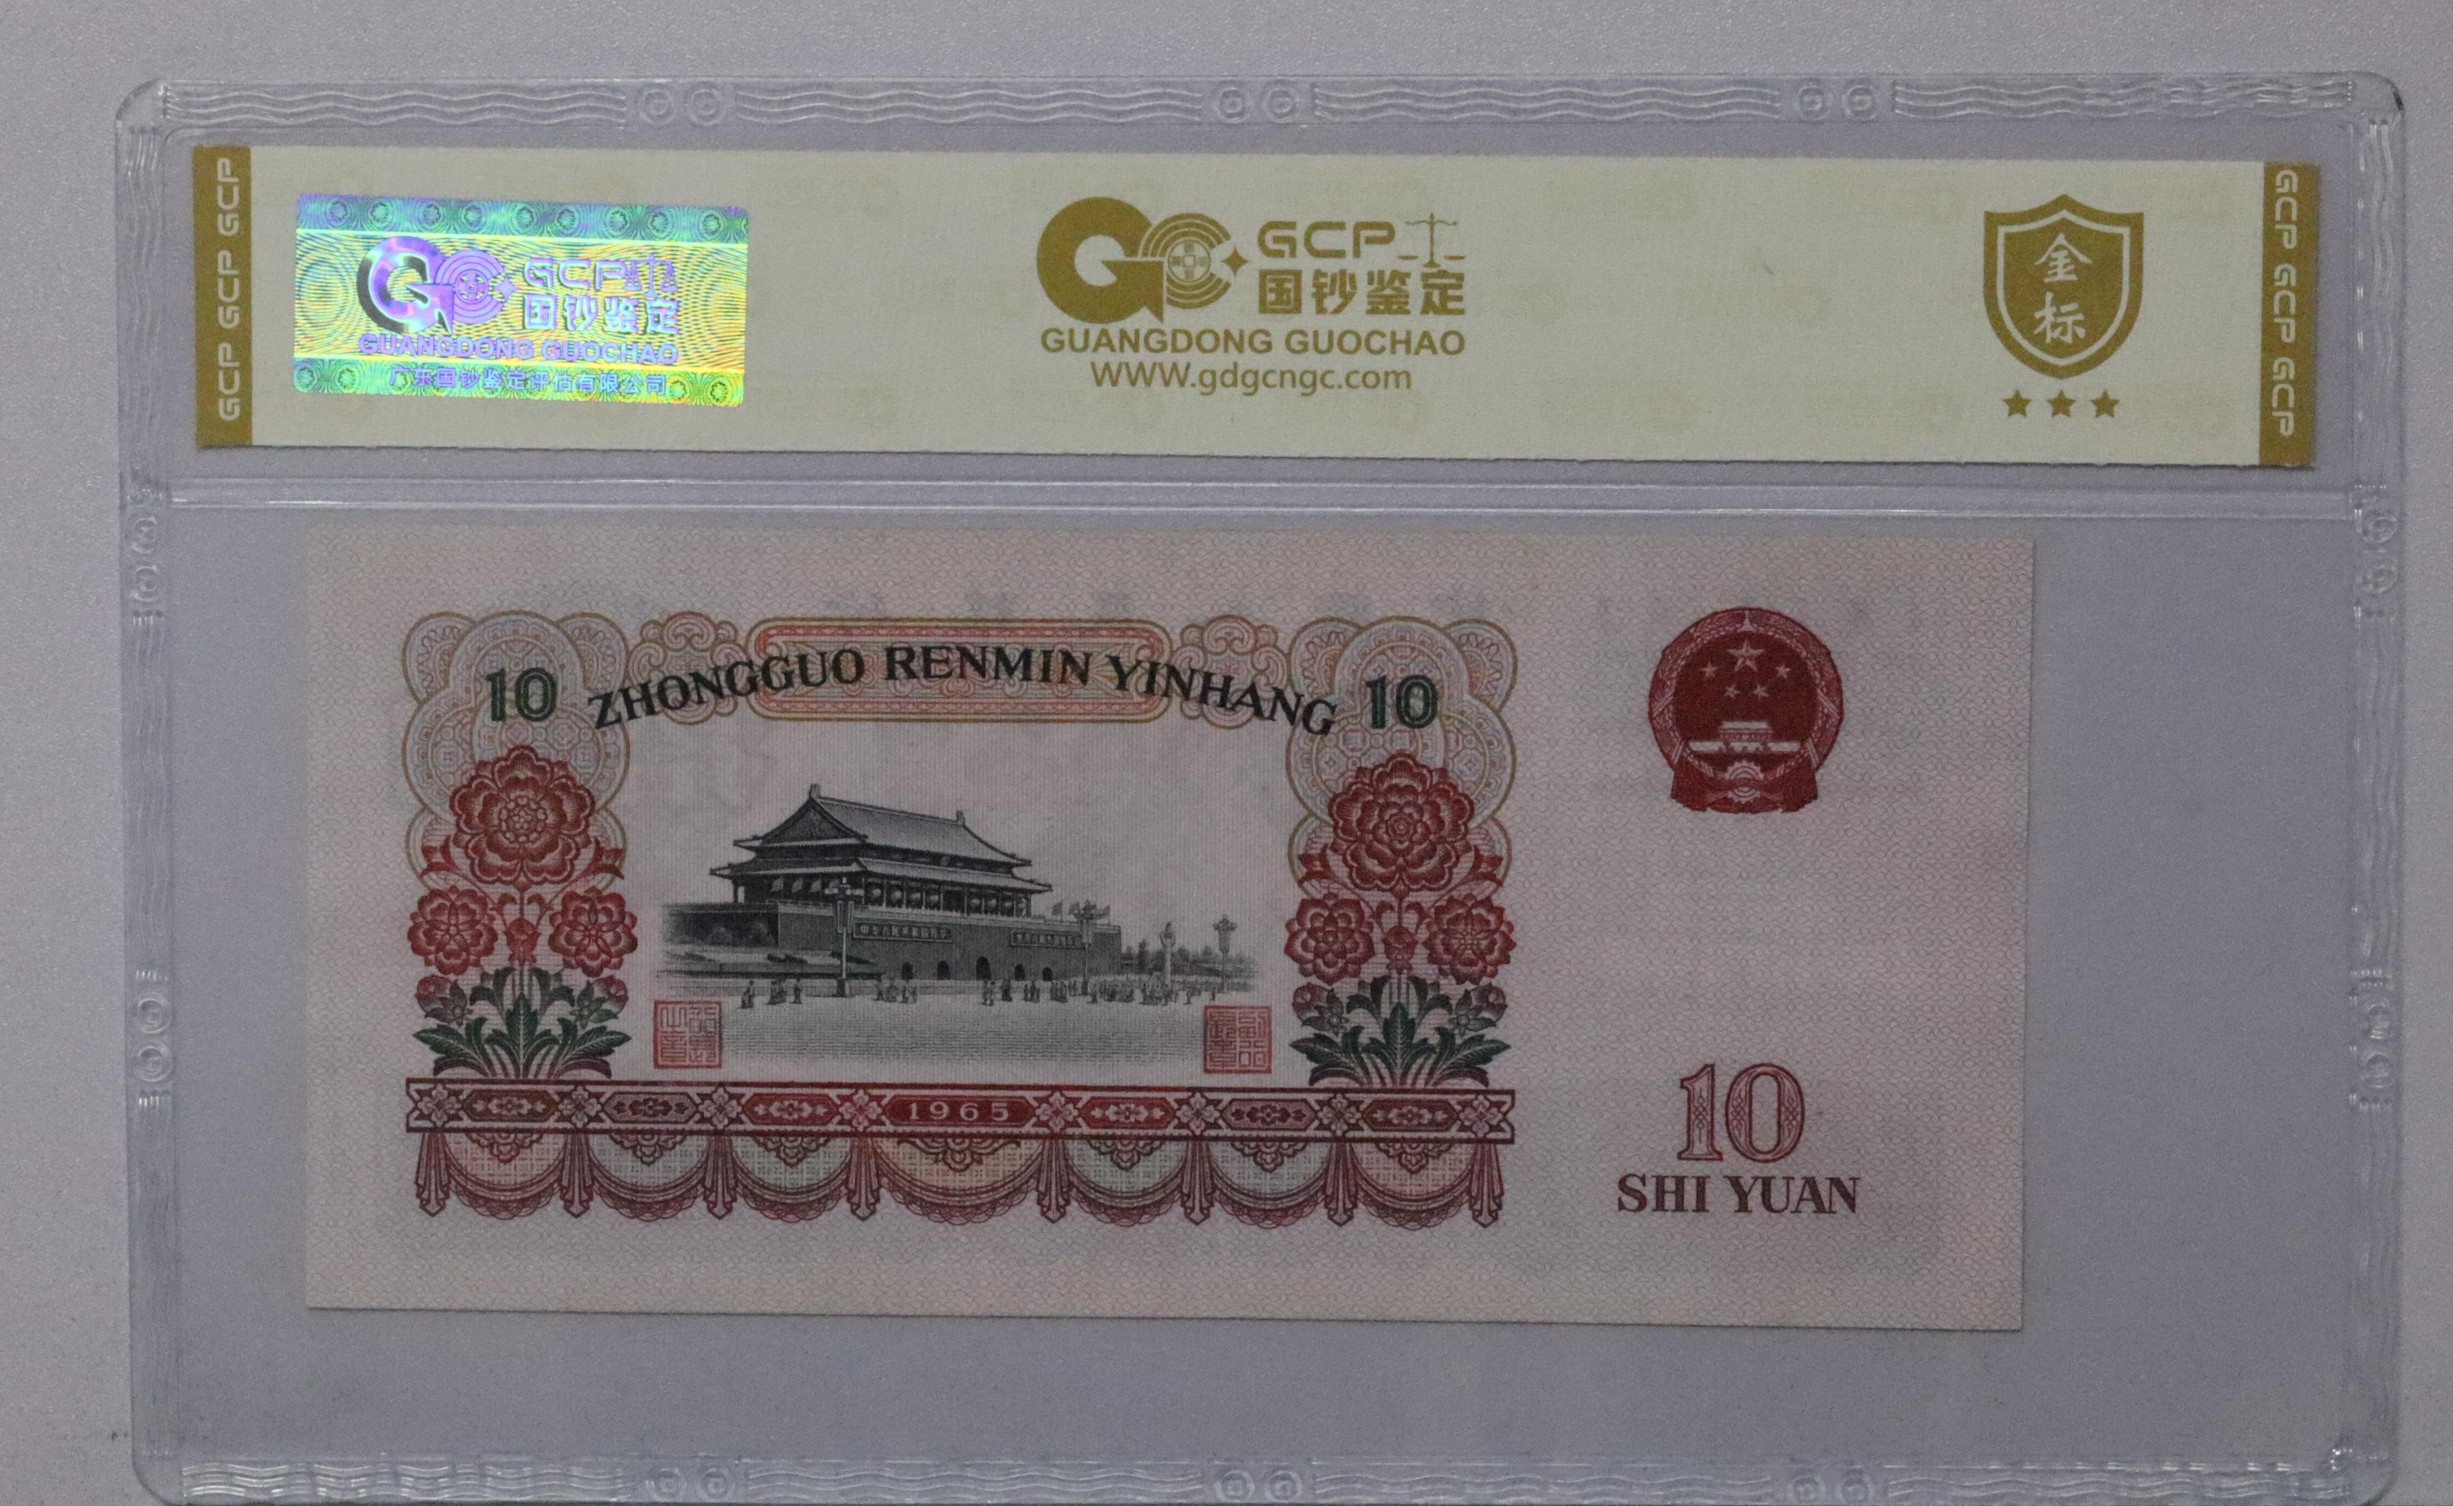 GCP GCP GCP
GCP
国钞鉴定
GUANGDONG GUOCHAO
广东国钞鉴定评估有限公司
GCP
国钞鉴定
GUANGDONG GUOCHAO
WWW.gdgcngc.com
金
标
GCP GCP GCP
10 ZHONGGUO RENMIN YINHANG 10
1965
10
SHI YUAN